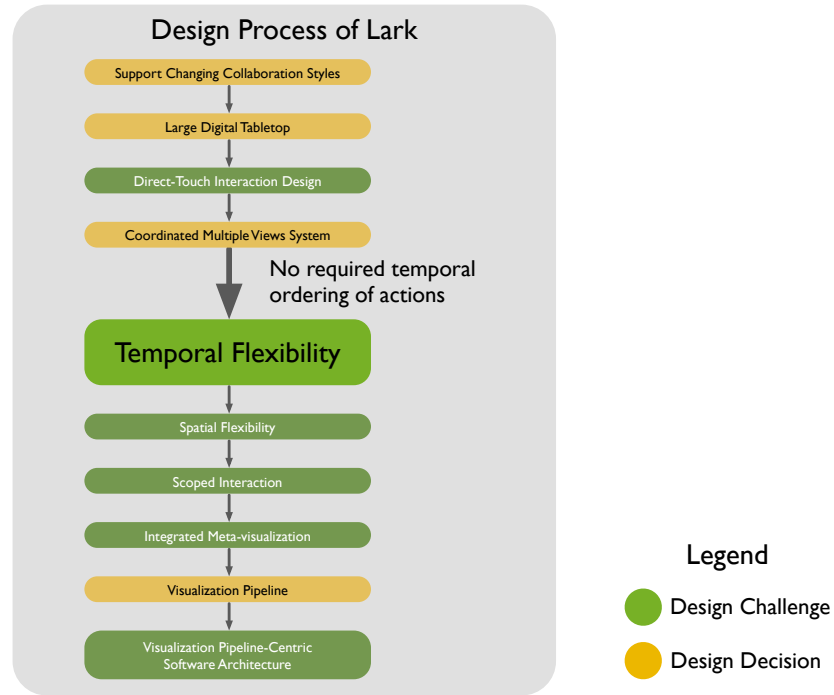 Design Process of Lark
Support Changing Collaboration Styles
Large Digital Tabletop
Direct-Touch Interaction Design
Coordinated Multiple Views System
No required temporal
ordering of actions
Temporal Flexibility
Spatial Flexibility
Scoped Interaction
Integrated Meta-visualization
Visualization Pipeline
Visualization Pipeline-Centric
Software Architecture
Legend
Design Challenge
Design Decision